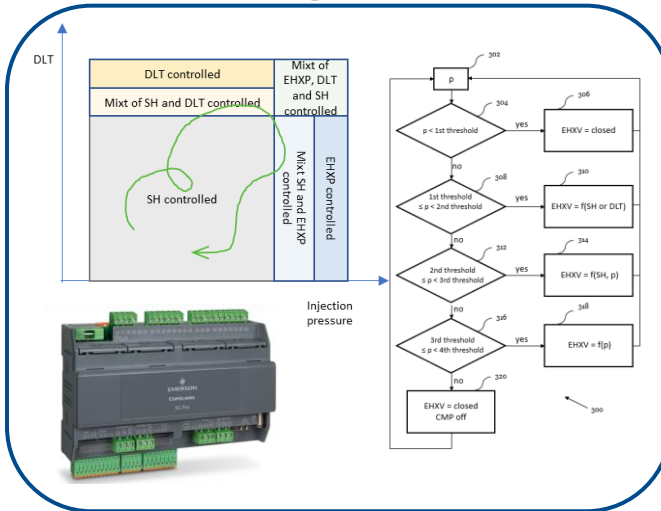 DLT
DLT controlled
Mixt of SH and DLT controlled
Mixt of
EHXP, DLT
and SH
controlled
SH controlled
Mixt SH and EHXP
controlled
EHXP controlled
Injection
pressure
EMERSON
COPELAND
302
p
304
p < 1st threshold
yes
306
EHXV = closed
no
308
1st threshold
≤ p < 2nd threshold
yes
310
EHXV = f(SH or DLT)
no
312
2nd threshold
≤ p < 3rd threshold
yes
314
EHXV = f(SH, p)
no
316
3rd threshold
≤ p < 4th threshold
yes
318
EHXV = f(p)
no
320
EHXV = closed
CMP off
300